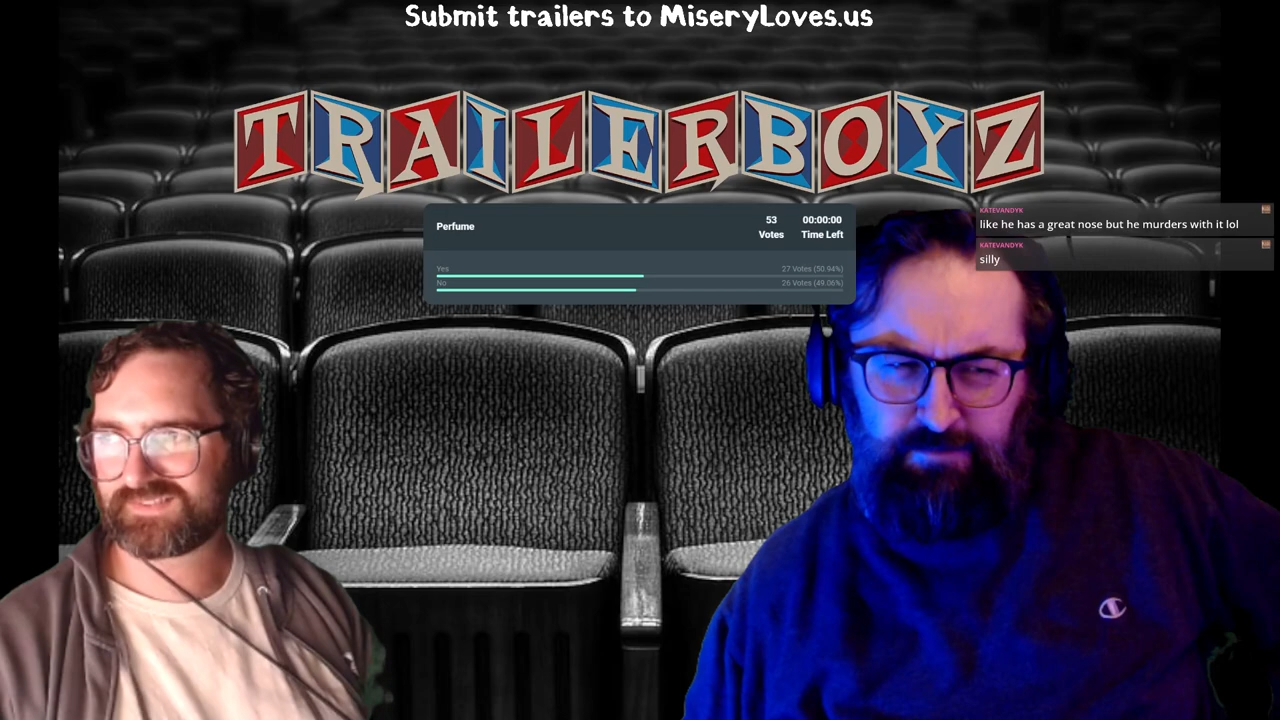 Submit trailers to MiseryLoves.us
TRAILERBOYZ
Perfume
53
Votes
00:00:00
Time Left
Yes
27 Votes (50.94%)
No
26 Votes (49.06%)
KATEVANDYK
like he has a great nose but he murders with it lol
KATEVANDYK
silly